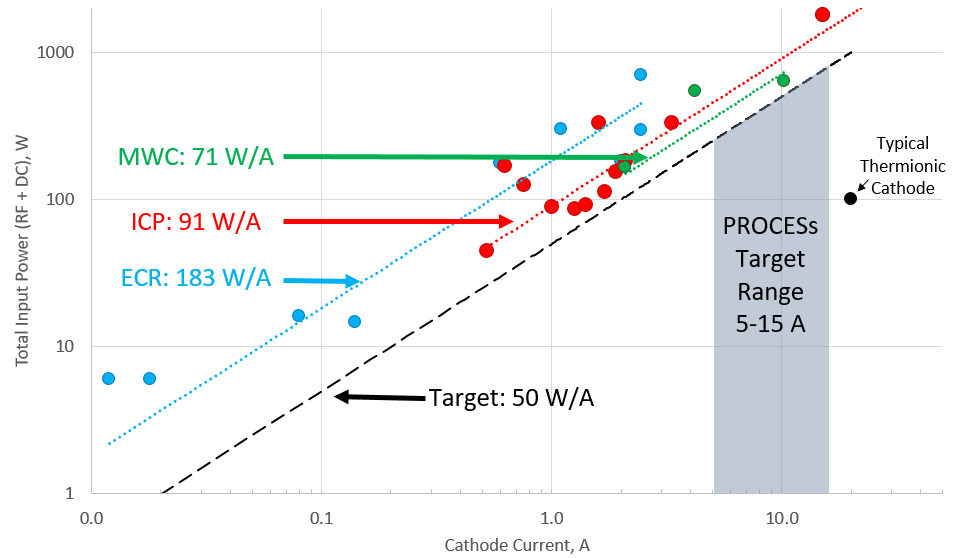 Total Input Power (RF + DC), W
1000
100
10
1
MWC: 71 W/A
ICP: 91 W/A
ECR: 183 W/A
Target: 50 W/A
PROCESs
Target
Range
5-15 A
Typical
Thermionic
Cathode
0.0
0.1
1.0
10.0
Cathode Current, A